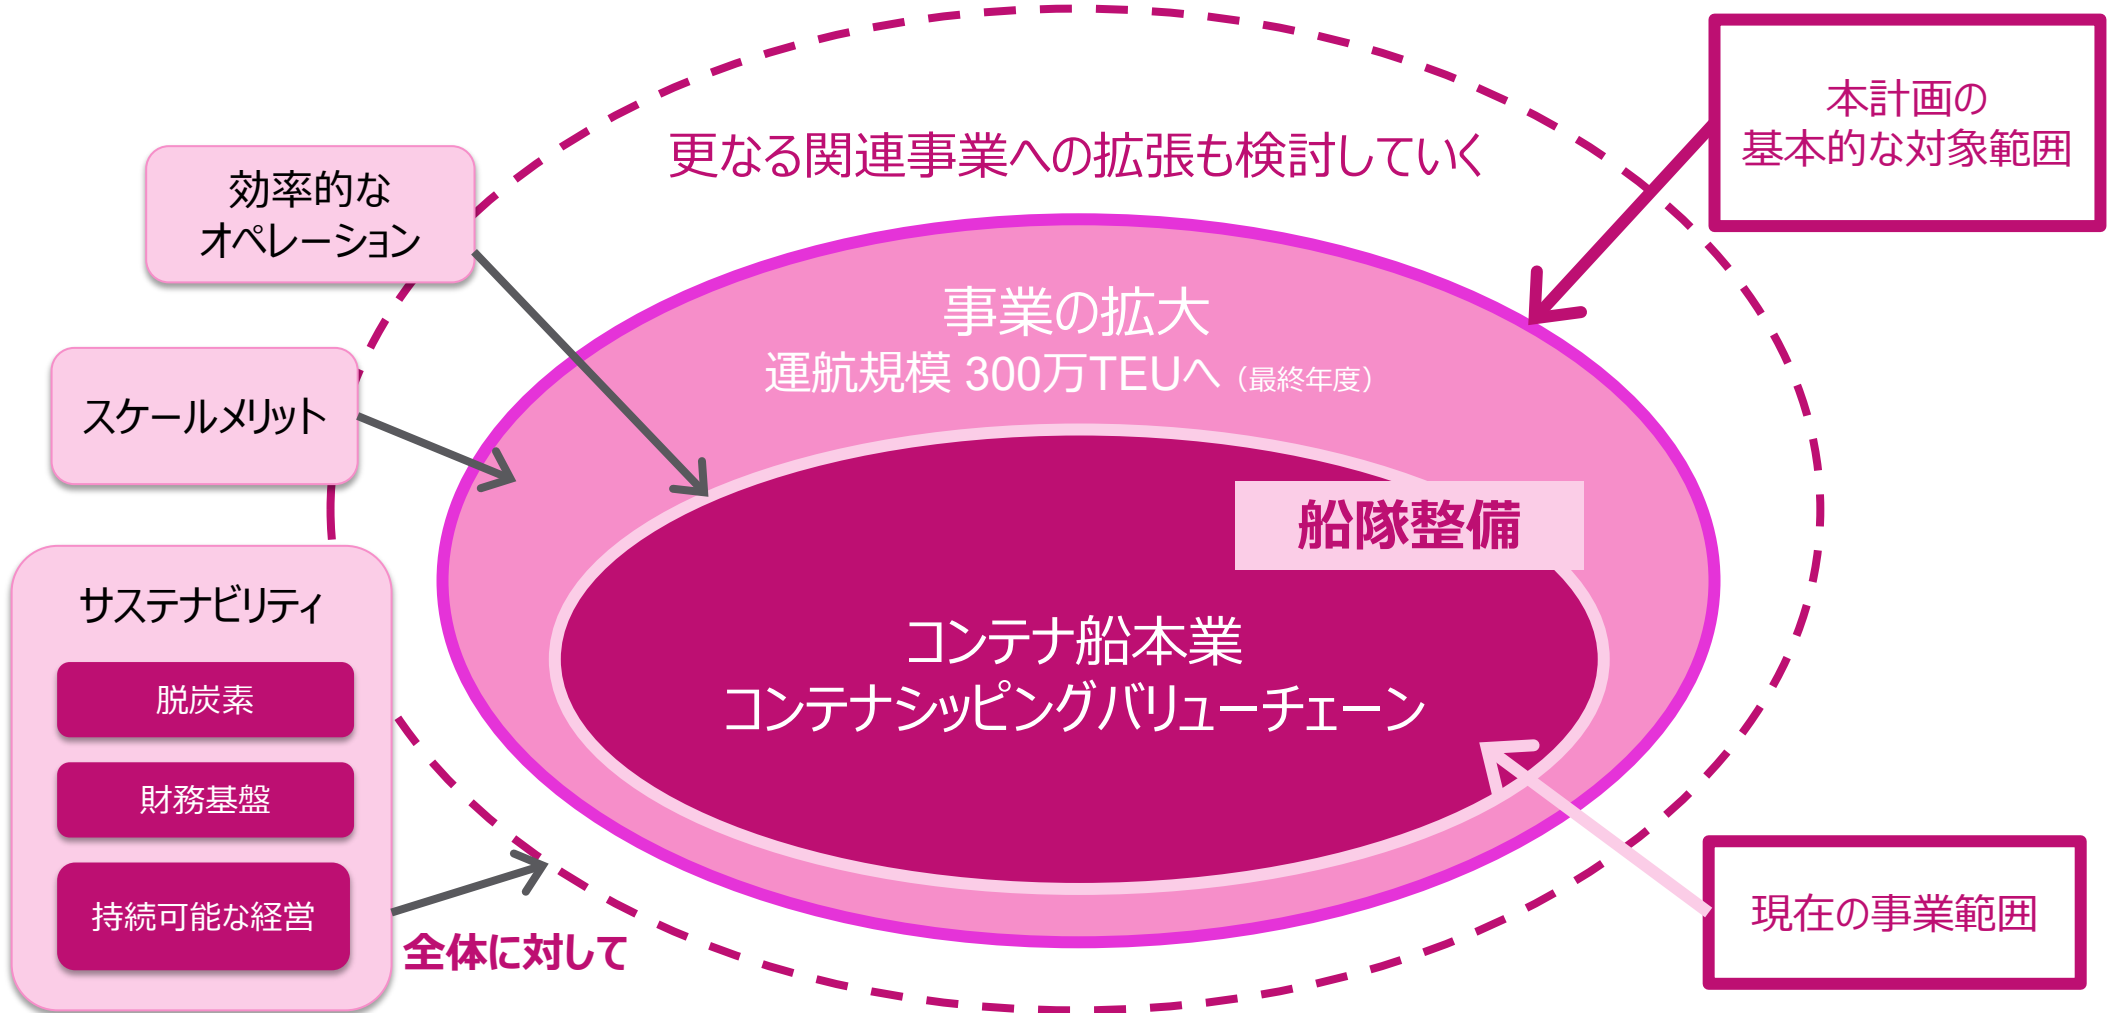 更なる関連事業への拡張も検討していく
本計画の
基本的な対象範囲
効率的な
オペレーション
事業の拡大
運航規模 300万TEUへ（最終年度）
スケールメリット
船隊整備
サステナビリティ
コンテナ船本業
コンテナシッピングバリューチェーン
脱炭素
財務基盤
持続可能な経営
現在の事業範囲
全体に対して